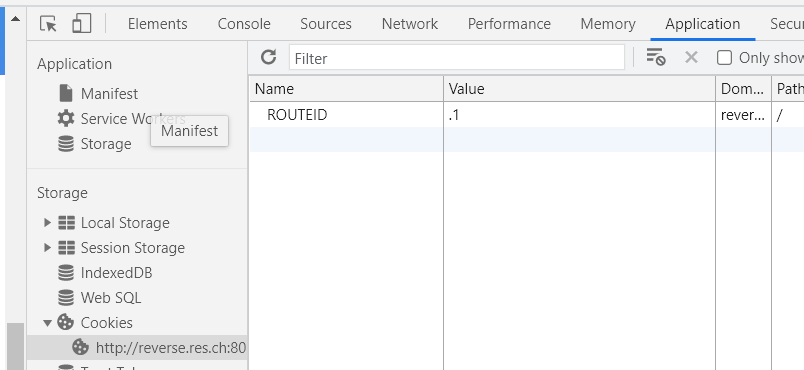 Elements Console Sources Network Performance Memory Application Secu
Application
Manifest
Service Workers
Manifest
Storage
Storage
Local Storage
Session Storage
IndexedDB
Web SQL
Cookies
http://reverse.res.ch:80
Filter
Only show
Name Value Dom... Path
ROUTEID .1 rever... /